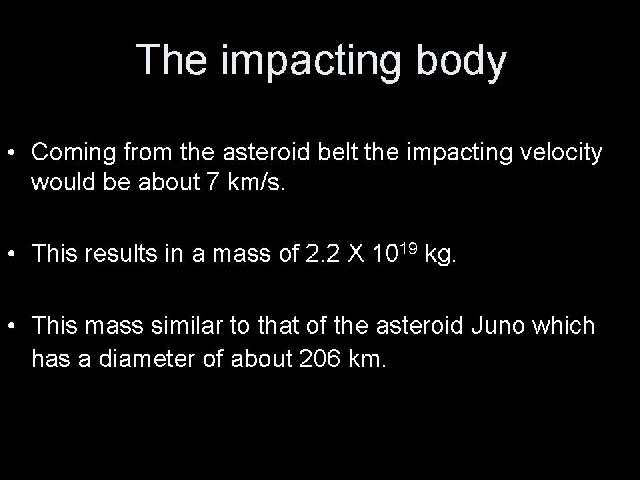 The impacting body
• Coming from the asteroid belt the impacting velocity
would be about 7 km/s.
• This results in a mass of 2.2 X 10¹⁹ kg.
• This mass similar to that of the asteroid Juno which
has a diameter of about 206 km.